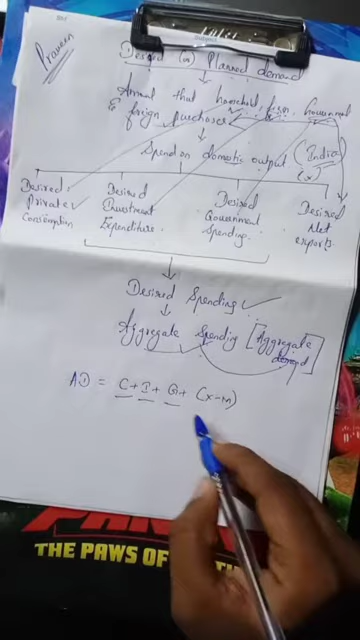 Praveen
Desired (or) Planned demand
Amount that household, firm, Government
& foreign purchases
Spend on domestic output (India)
(x)
Desired Private Consumption
Desired Investment Expenditure
Desired Government Spending
Desired Net exports
Desired Spending
Aggregate Spending [Aggregate demand]
AD = C + I + G + (x-m)
THE PAWS OF